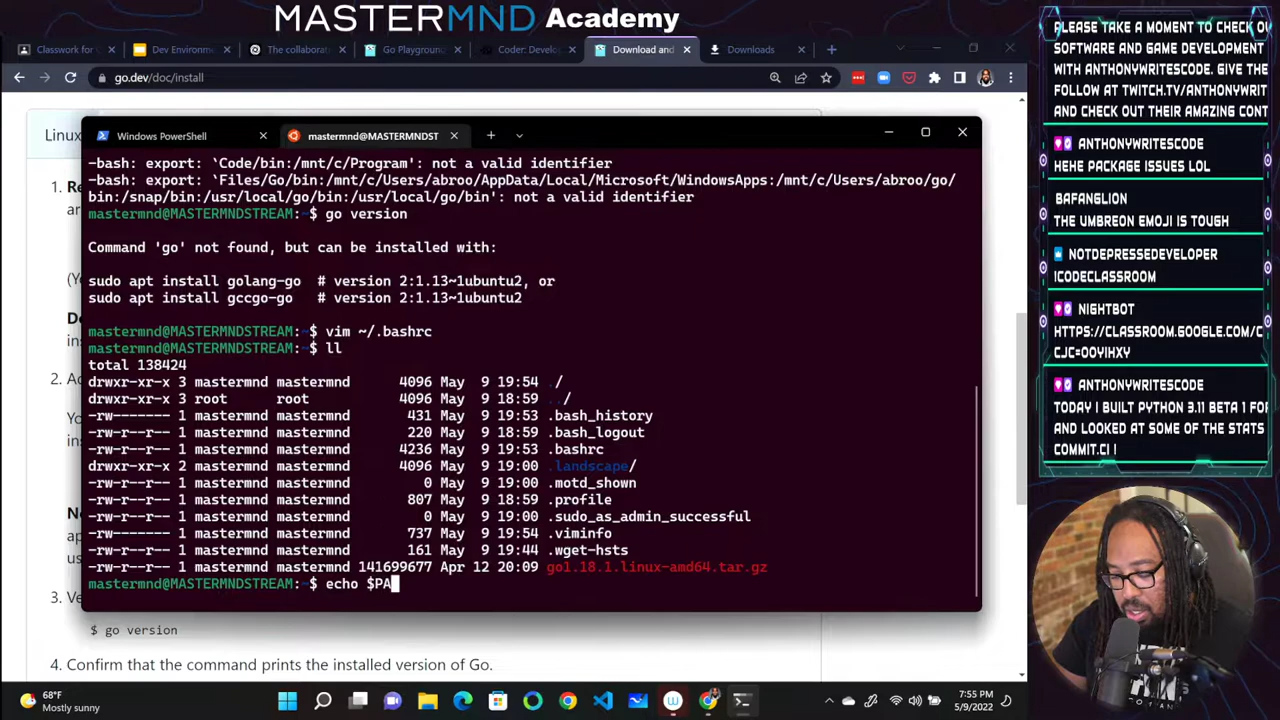 MASTERMND Academy
Classwork for G
Dev Environme
The collaborat
Go Playgroun
Coder: Develo
Download and
Downloads
go.dev/doc/install
Linux
Windows PowerShell
mastermnd@MASTERMNDST
1. Re
an
(Yo
Do
ins
2. Ad
You
ins
No
app
us
-bash: export: `Code/bin:/mnt/c/Program': not a valid identifier
-bash: export: `Files/Go/bin:/mnt/c/Users/abroo/AppData/Local/Microsoft/WindowsApps:/mnt/c/Users/abroo/go/
bin:/snap/bin:/usr/local/go/bin:/usr/local/go/bin': not a valid identifier
mastermnd@MASTERMNDSTREAM:~$ go version
Command 'go' not found, but can be installed with:
sudo apt install golang-go # version 2:1.13~1ubuntu2, or
sudo apt install gccgo-go # version 2:1.13~1ubuntu2
mastermnd@MASTERMNDSTREAM:~$ vim ~/.bashrc
mastermnd@MASTERMNDSTREAM:~$ ll
total 138424
drwxr-xr-x 3 mastermnd mastermnd 4096 May 9 19:54 ./
drwxr-xr-x 3 root root 4096 May 9 18:59 ../
-rw------- 1 mastermnd mastermnd 431 May 9 19:53 .bash_history
-rw-r--r-- 1 mastermnd mastermnd 220 May 9 18:59 .bash_logout
-rw-r--r-- 1 mastermnd mastermnd 4236 May 9 19:53 .bashrc
drwxr-xr-x 2 mastermnd mastermnd 4096 May 9 19:00 .landscape/
-rw-r--r-- 1 mastermnd mastermnd 0 May 9 19:00 .motd_shown
-rw-r--r-- 1 mastermnd mastermnd 807 May 9 18:59 .profile
-rw-r--r-- 1 mastermnd mastermnd 0 May 9 19:00 .sudo_as_admin_successful
-rw-r--r-- 1 mastermnd mastermnd 737 May 9 19:54 .viminfo
-rw-r--r-- 1 mastermnd mastermnd 161 May 9 19:44 .wget-hsts
-rw-r--r-- 1 mastermnd mastermnd 141699677 Apr 12 20:09 go1.18.1.linux-amd64.tar.gz
mastermnd@MASTERMNDSTREAM:~$ echo $PA
3. Ve
$ go version
4. Confirm that the command prints the installed version of Go.
68°F
Mostly sunny
7:55 PM
5/9/2022
PLEASE TAKE A MOMENT TO CHECK OU
SOFTWARE AND GAME DEVELOPMENT
WITH ANTHONYWRITESCODE. GIVE THE
FOLLOW AT TWITCH.TV/ANTHONYWRIT
AND CHECK OUT THEIR AMAZING CONT
ANTHONYWRITESCODE
HEHE PACKAGE ISSUES LOL
BAFANGLION
THE UMBREON EMOJI IS TOUGH
NOTDEPRESSEDEVELOPER
!CODECLASSROOM
NIGHTBOT
HTTPS://CLASSROOM.GOOGLE.COM/C
CJC=OOYIHXY
ANTHONYWRITESCODE
TODAY I BUILT PYTHON 3.11 BETA 1 FOR
AND LOOKED AT SOME OF THE STATS
COMMIT.CI !